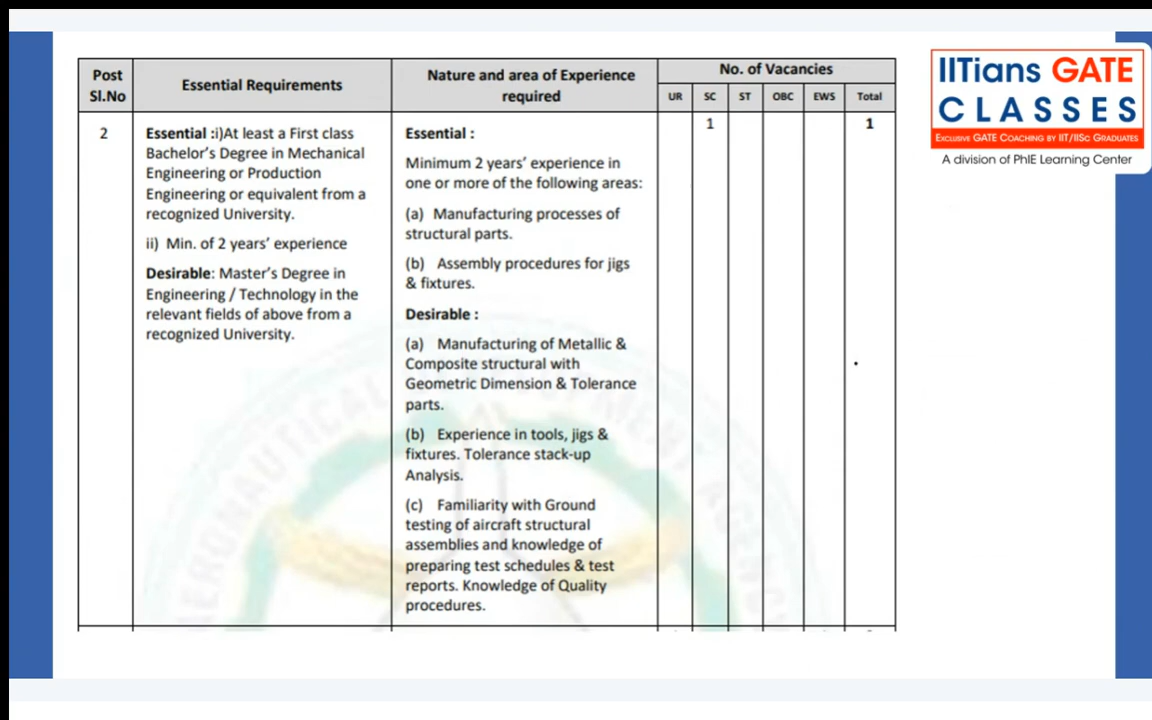 Post
Sl.No
Essential Requirements
Nature and area of Experience
required
No. of Vacancies
UR SC ST OBC EWS Total
2
Essential :i)At least a First class
Bachelor's Degree in Mechanical
Engineering or Production
Engineering or equivalent from a
recognized University.
ii) Min. of 2 years' experience
Desirable: Master's Degree in
Engineering / Technology in the
relevant fields of above from a
recognized University.
Essential :
Minimum 2 years' experience in
one or more of the following areas:
(a) Manufacturing processes of
structural parts.
(b) Assembly procedures for jigs
& fixtures.
Desirable :
(a) Manufacturing of Metallic &
Composite structural with
Geometric Dimension & Tolerance
parts.
(b) Experience in tools, jigs &
fixtures. Tolerance stack-up
Analysis.
(c) Familiarity with Ground
testing of aircraft structural
assemblies and knowledge of
preparing test schedules & test
reports. Knowledge of Quality
procedures.
1 1
IITians GATE
CLASSES
EXCLUSIVE GATE COACHING BY IIT/IISc GRADUATES
A division of PhIE Learning Center
AERONAUTICAL DEVELOPMENT AGENCY